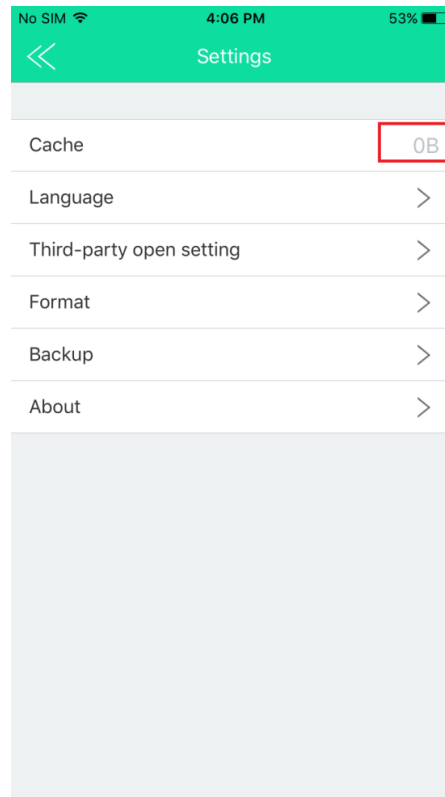 No SIM 4:06 PM 53%
Settings
Cache 0B
Language
Third-party open setting
Format
Backup
About